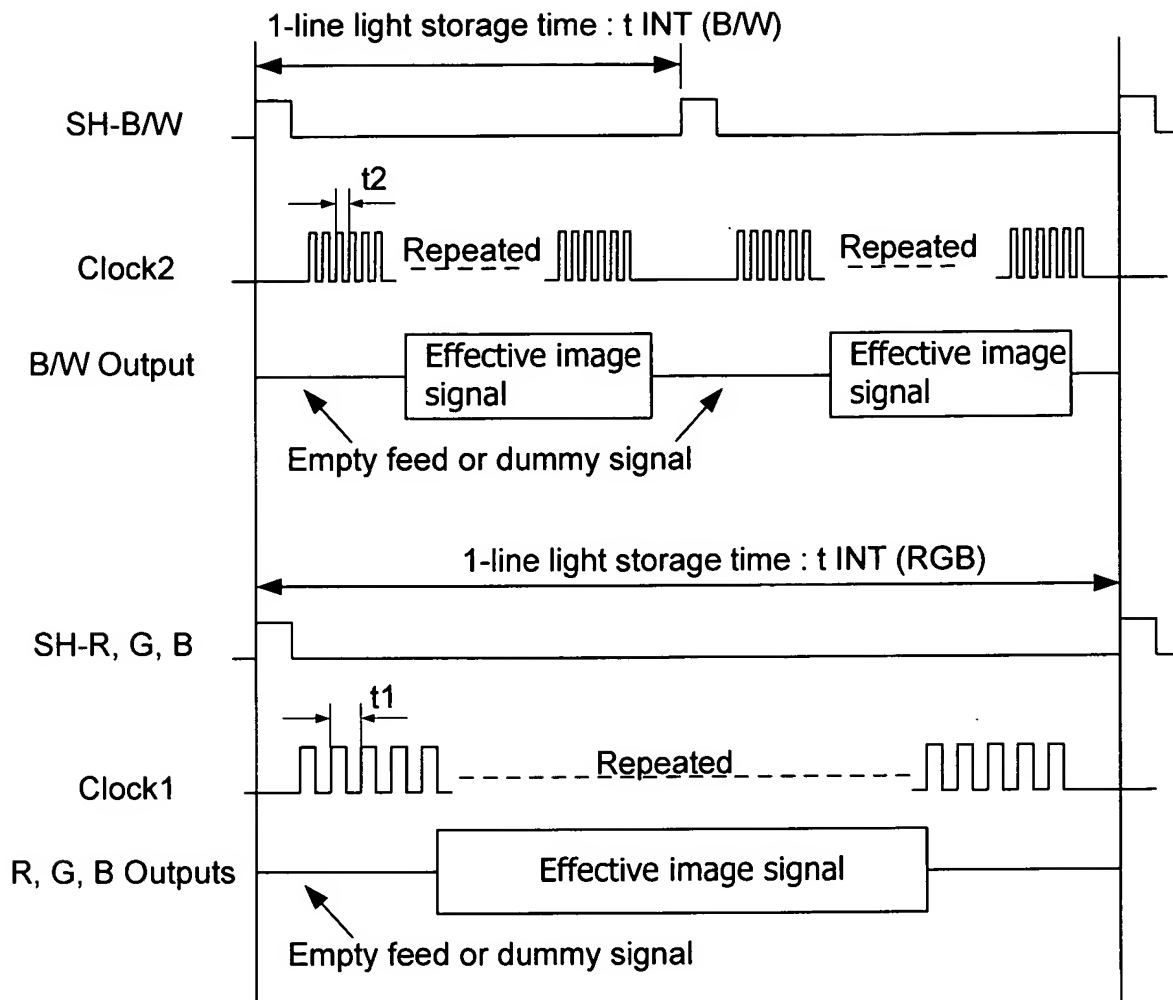 1-line light storage time : t INT (B/W)
SH-B/W
t2
Clock2
Repeated
Repeated
B/W Output
Effective image
signal
Effective image
signal
Empty feed or dummy signal
1-line light storage time : t INT (RGB)
SH-R, G, B
t1
Clock1
Repeated
R, G, B Outputs
Effective image signal
Empty feed or dummy signal